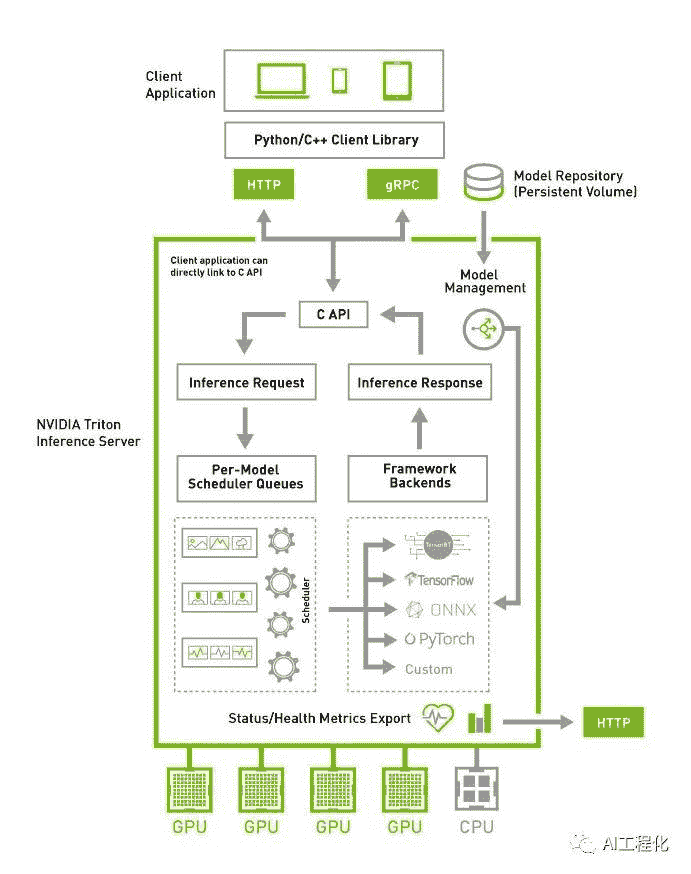 Client
Application
Python/C++ Client Library
HTTP
gRPC
Model Repository
(Persistent Volume)
Client application can
directly link to C API
Model
Management
C API
Inference Request
Inference Response
NVIDIA Triton
Inference Server
Per-Model
Scheduler Queues
Framework
Backends
Scheduler
TensorRT
TensorFlow
ONNX
PyTorch
Custom
Status/Health Metrics Export
HTTP
GPU
GPU
GPU
GPU
CPU
AI工程化